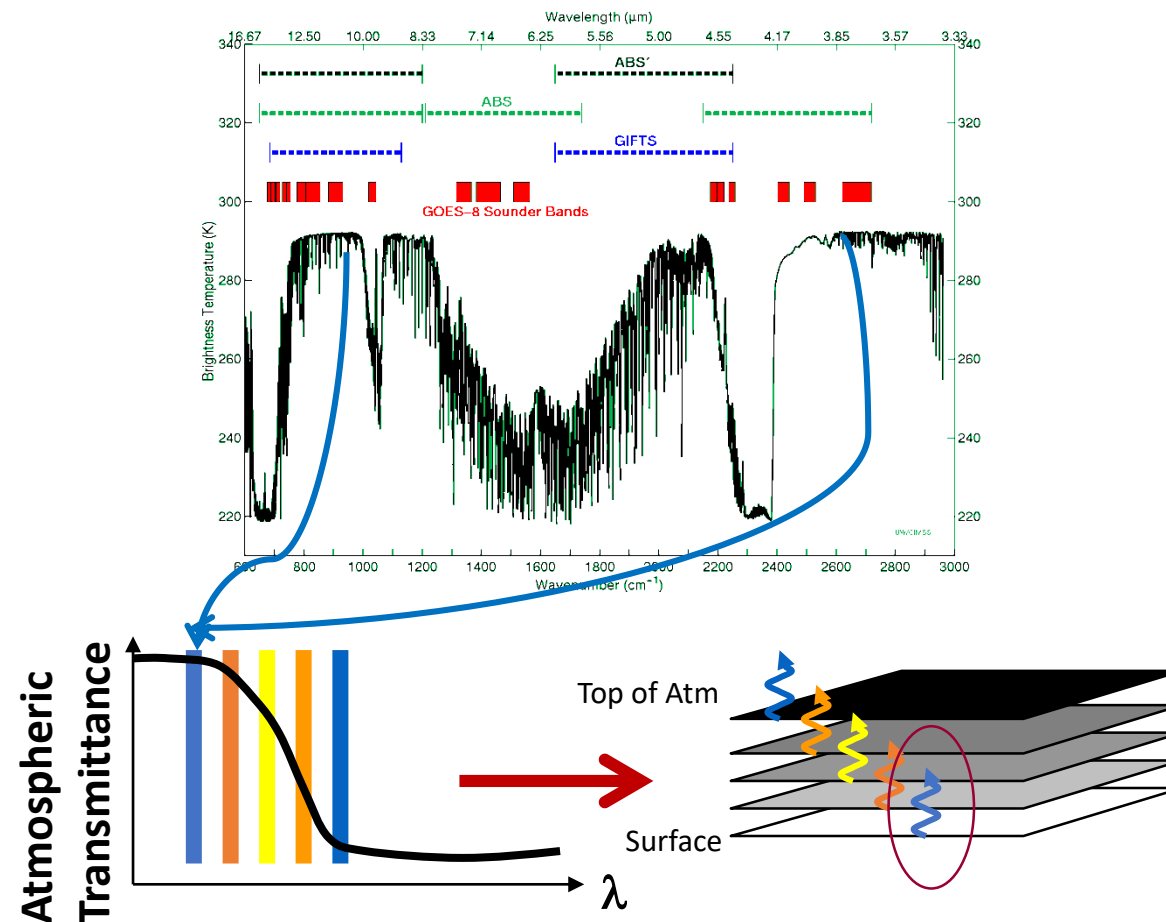 Wavelength (μm)
16.67 12.50 10.00 8.33 7.14 6.25 5.56 5.00 4.55 4.17 3.85 3.57 3.33
340 340
ABS′
320 ABS 320
GIFTS
300 300
GOES–8 Sounder Bands
280 280
260 260
240 240
220 220
Brightness Temperature (K)
600 800 1000 1200 1400 1600 1800 2000 2200 2400 2600 2800 3000
Wavenumber (cm⁻¹)
Atmospheric
Transmittance
λ
Top of Atm
Surface